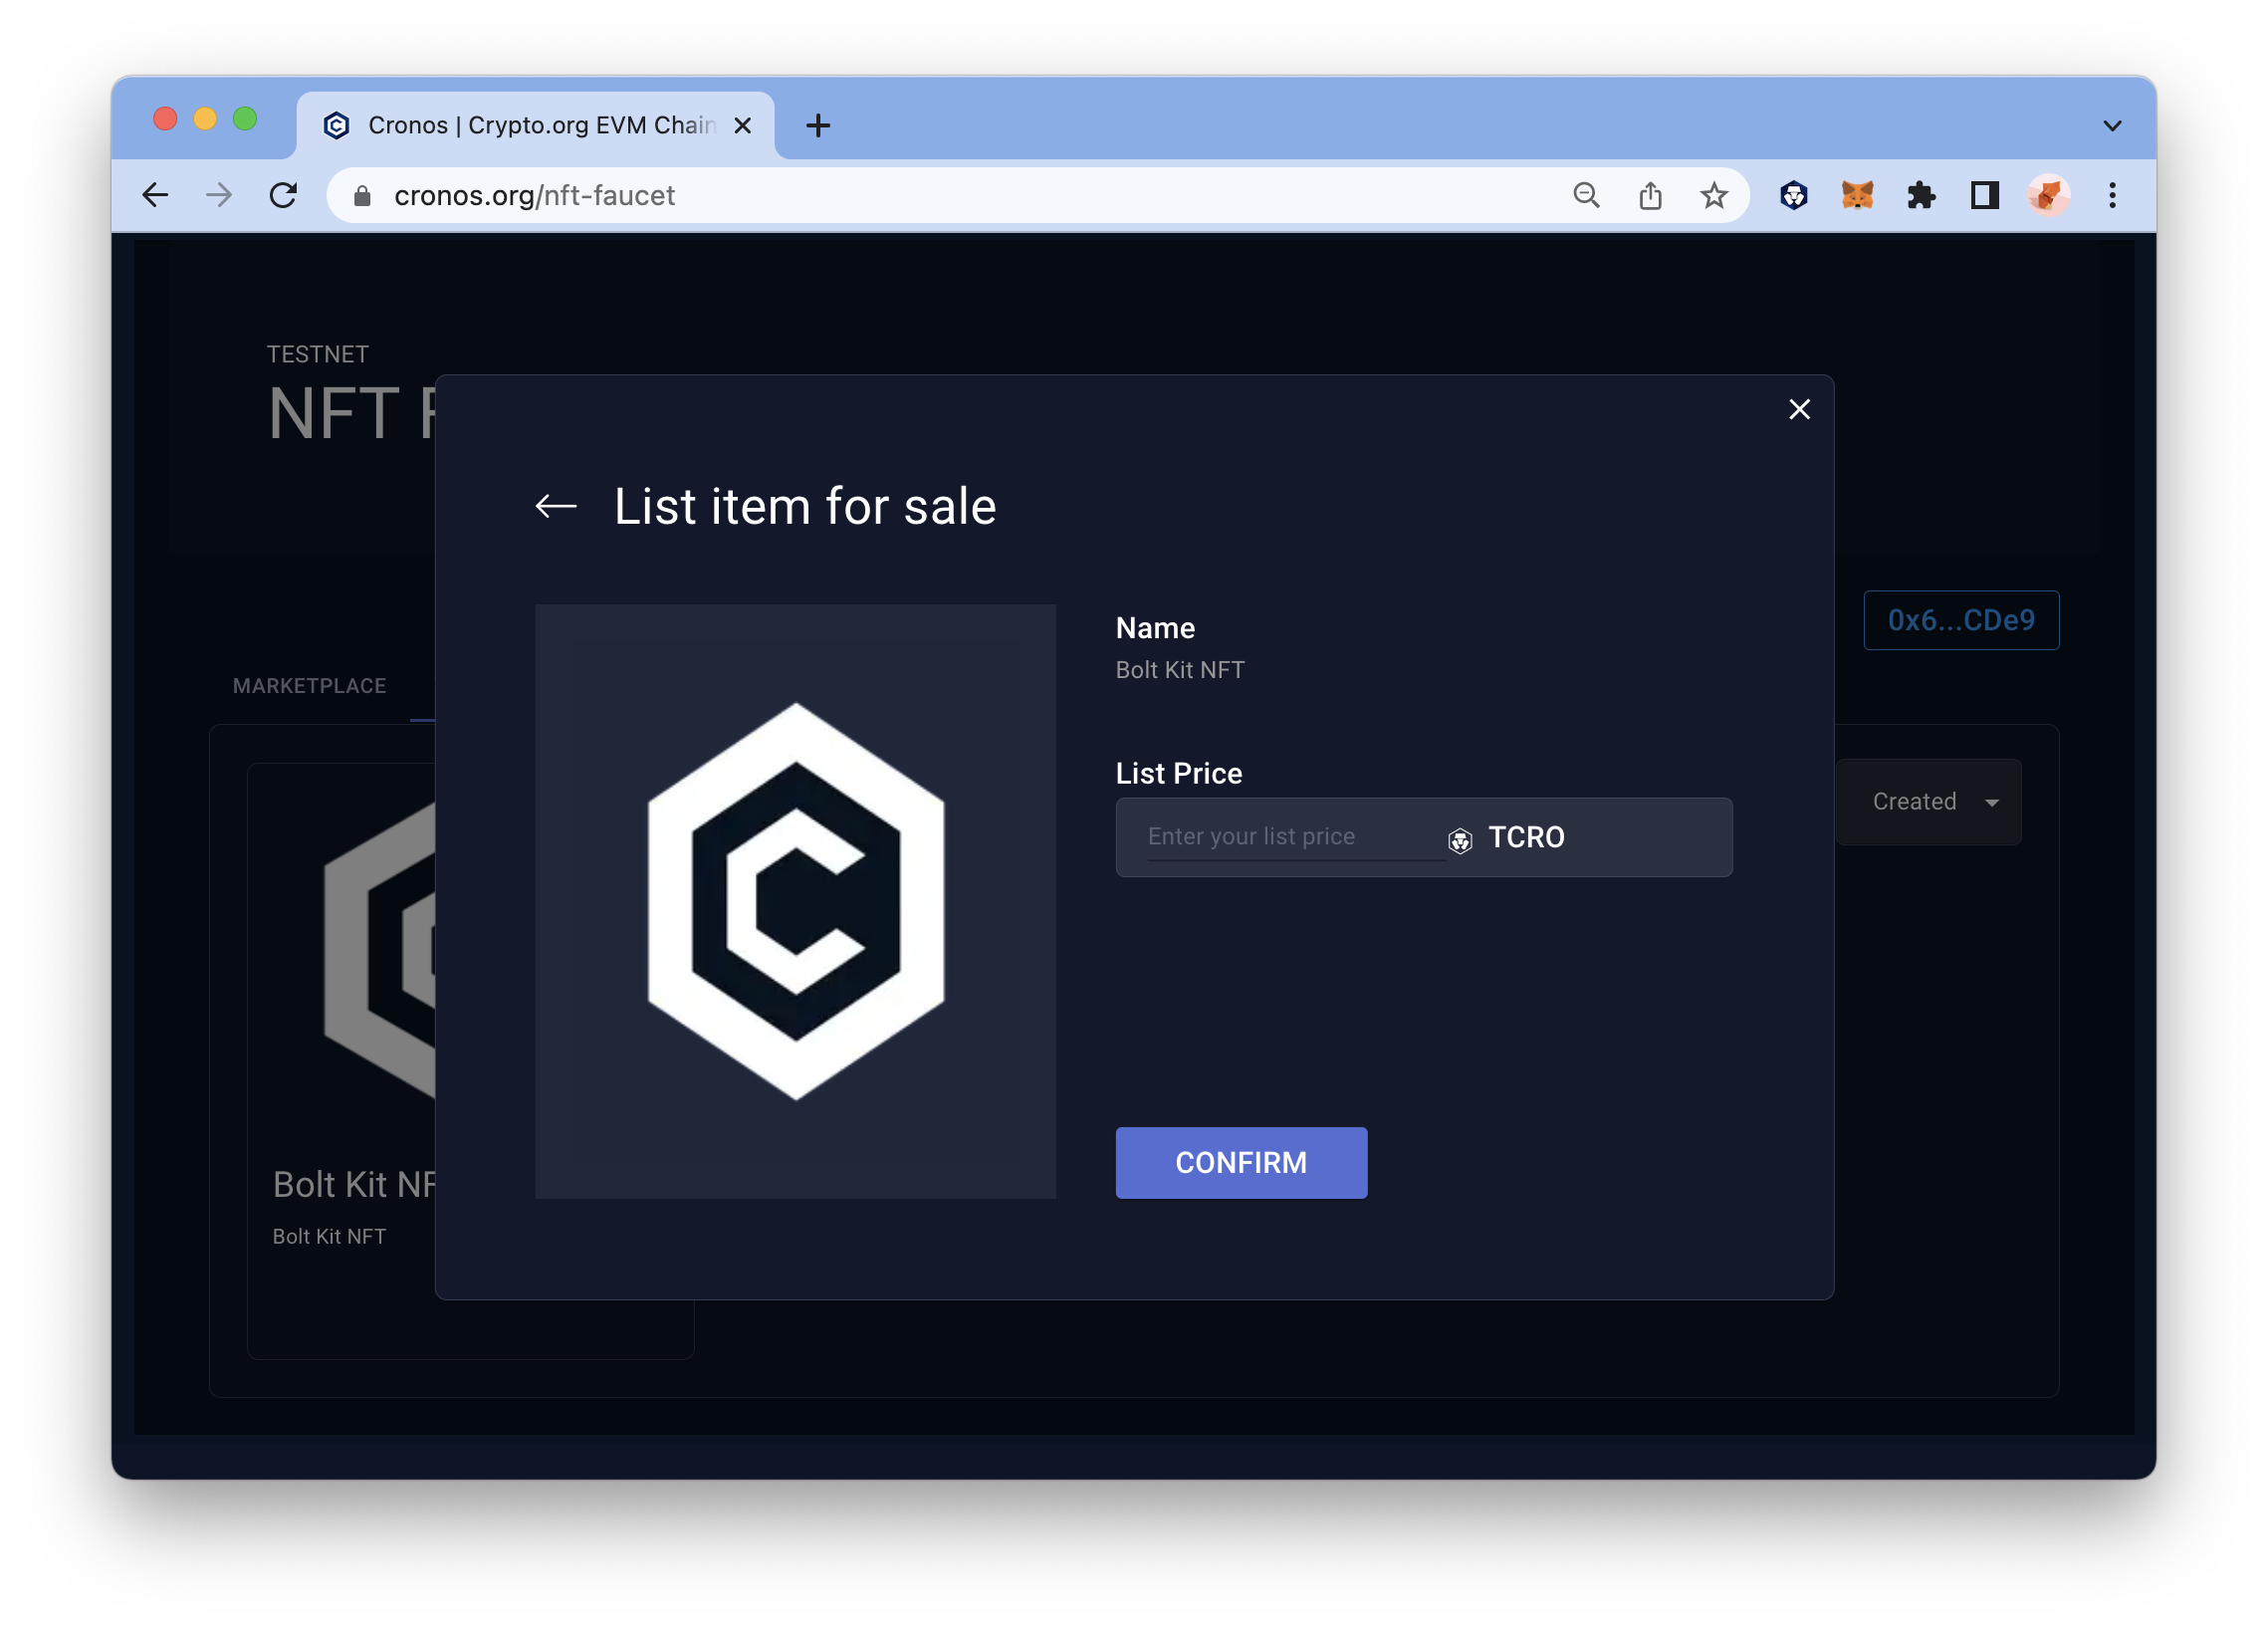 Cronos | Crypto.org EVM Chain
cronos.org/nft-faucet
TESTNET
NFT
List item for sale
0x6...CDe9
MARKETPLACE
Name
Bolt Kit NFT
List Price
Enter your list price
TCRO
Created
CONFIRM
Bolt Kit NF
Bolt Kit NFT